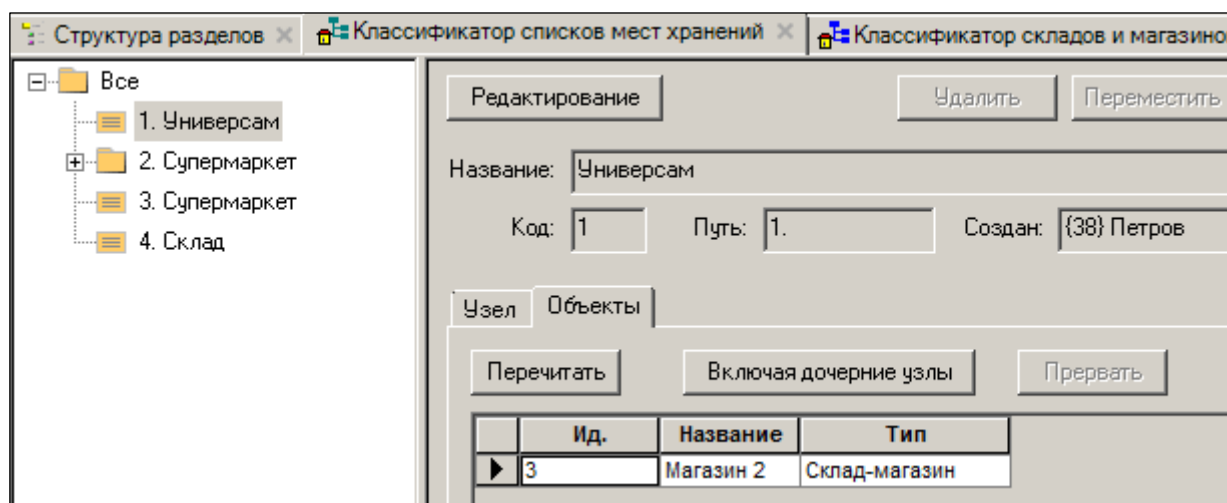 Структура разделов
Классификатор списков мест хранений
Классификатор складов и магазино
Все
1. Универсам
2. Супермаркет
3. Супермаркет
4. Склад
Редактирование
Удалить
Переместить
Название: Универсам
Код: 1 Путь: 1. Создан: {38} Петров
Узел Объекты
Перечитать Включая дочерние узлы Прервать
Ид. Название Тип
3 Магазин 2 Склад-магазин